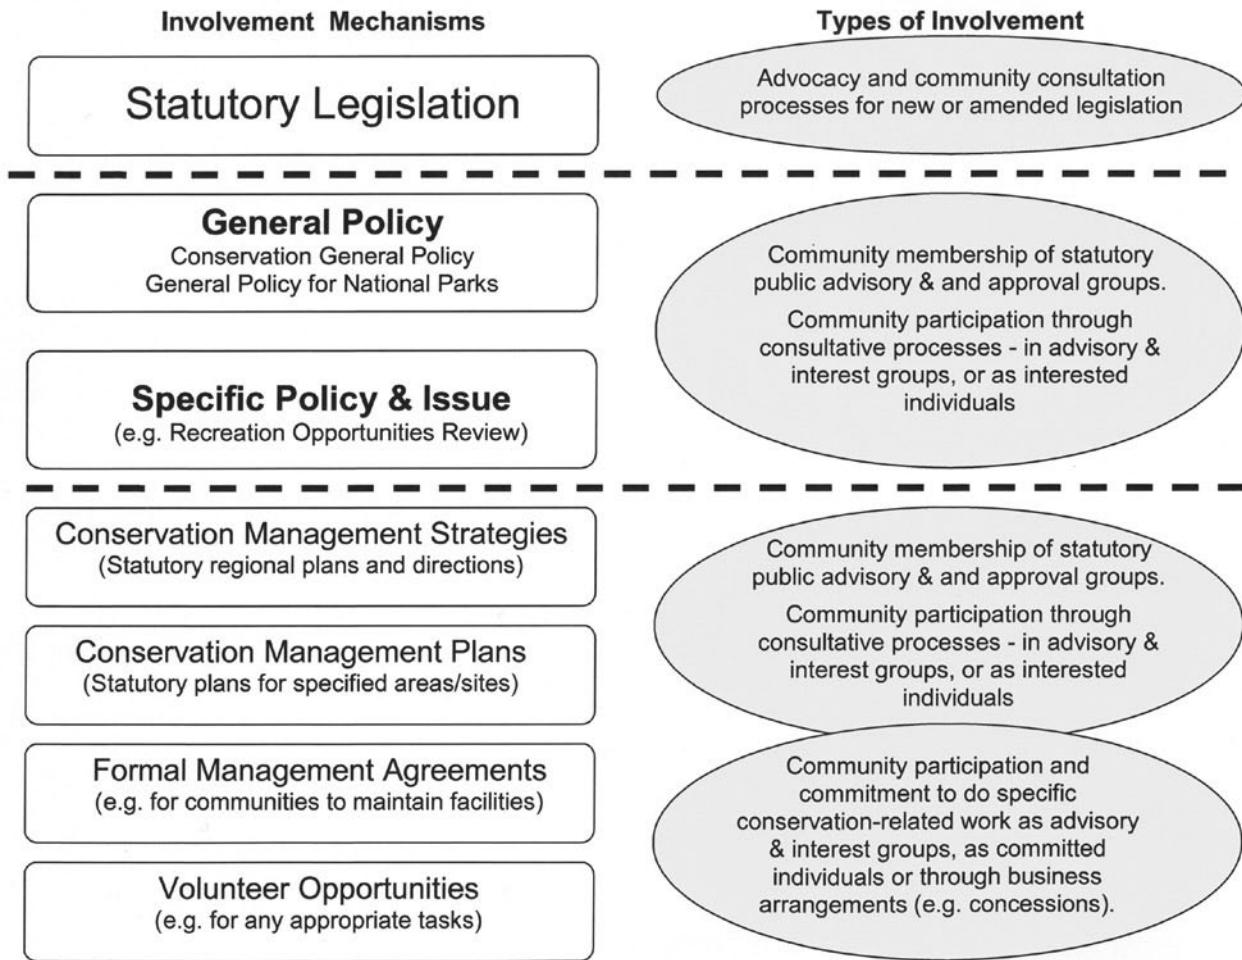 Involvement Mechanisms
Types of Involvement
Statutory Legislation
Advocacy and community consultation
processes for new or amended legislation
General Policy
Conservation General Policy
General Policy for National Parks
Specific Policy & Issue
(e.g. Recreation Opportunities Review)
Community membership of statutory
public advisory & and approval groups.
Community participation through
consultative processes - in advisory &
interest groups, or as interested
individuals
Conservation Management Strategies
(Statutory regional plans and directions)
Conservation Management Plans
(Statutory plans for specified areas/sites)
Formal Management Agreements
(e.g. for communities to maintain facilities)
Volunteer Opportunities
(e.g. for any appropriate tasks)
Community membership of statutory
public advisory & and approval groups.
Community participation through
consultative processes - in advisory &
interest groups, or as interested
individuals
Community participation and
commitment to do specific
conservation-related work as advisory
& interest groups, as committed
individuals or through business
arrangements (e.g. concessions).